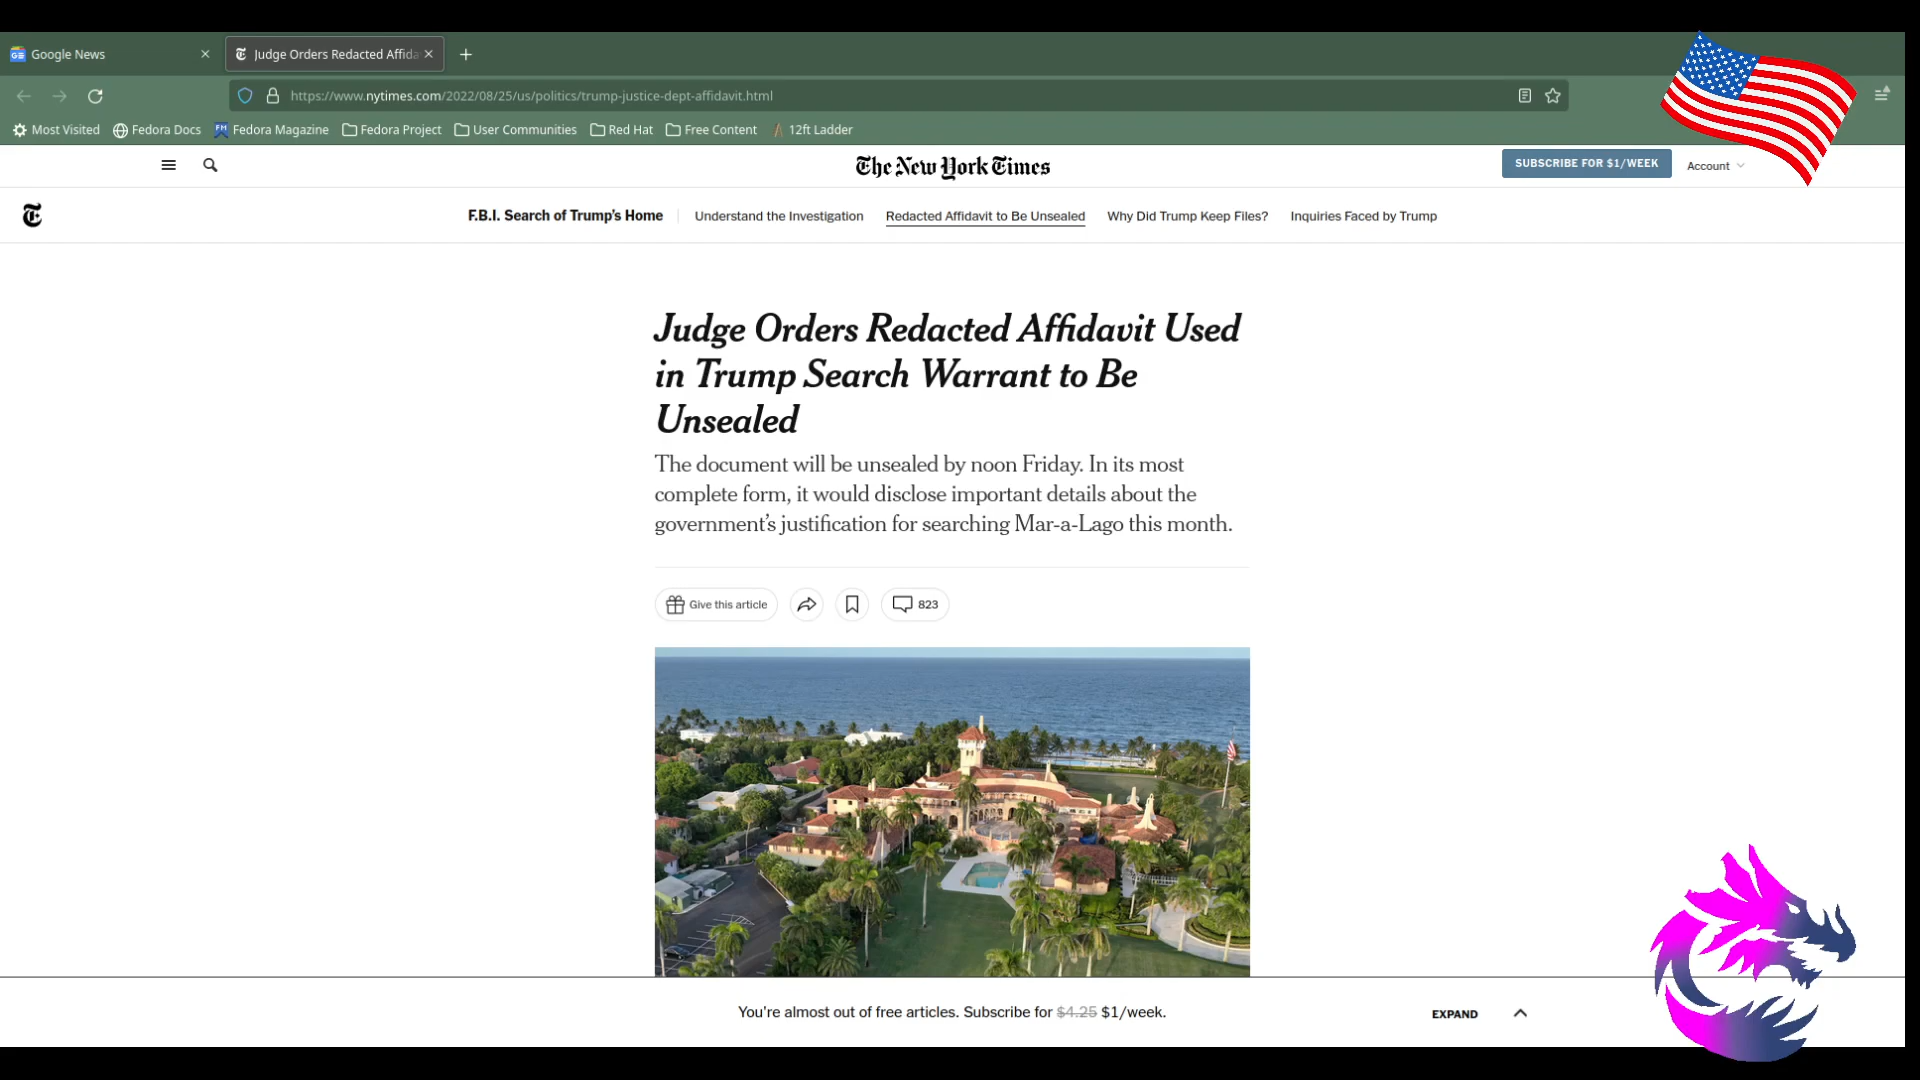 Google News
Judge Orders Redacted Affida
https://www.nytimes.com/2022/08/25/us/politics/trump-justice-dept-affidavit.html
Most Visited Fedora Docs Fedora Magazine Fedora Project User Communities Red Hat Free Content 12ft Ladder
The New York Times
SUBSCRIBE FOR $1/WEEK
Account
F.B.I. Search of Trump's Home Understand the Investigation Redacted Affidavit to Be Unsealed Why Did Trump Keep Files? Inquiries Faced by Trump
Judge Orders Redacted Affidavit Used
in Trump Search Warrant to Be
Unsealed
The document will be unsealed by noon Friday. In its most
complete form, it would disclose important details about the
government’s justification for searching Mar-a-Lago this month.
Give this article 823
You're almost out of free articles. Subscribe for $4.25 $1/week.
EXPAND